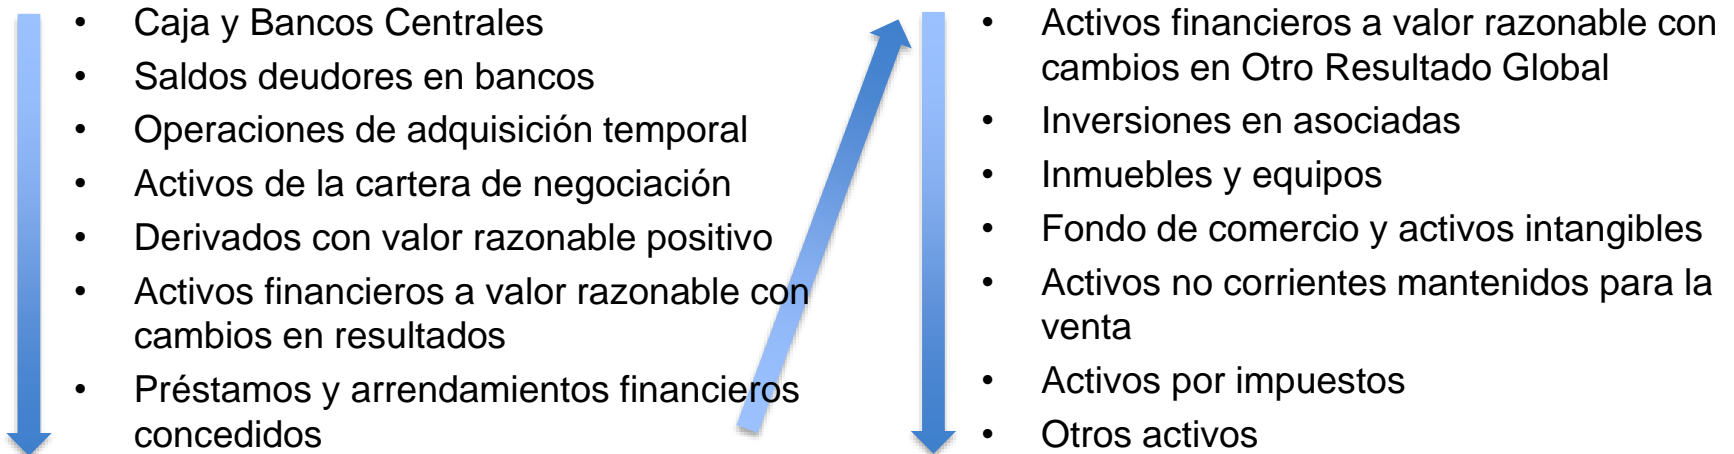 • Caja y Bancos Centrales
• Saldos deudores en bancos
• Operaciones de adquisición temporal
• Activos de la cartera de negociación
• Derivados con valor razonable positivo
• Activos financieros a valor razonable con
cambios en resultados
• Préstamos y arrendamientos financieros
concedidos
• Activos financieros a valor razonable con
cambios en Otro Resultado Global
• Inversiones en asociadas
• Inmuebles y equipos
• Fondo de comercio y activos intangibles
• Activos no corrientes mantenidos para la
venta
• Activos por impuestos
• Otros activos